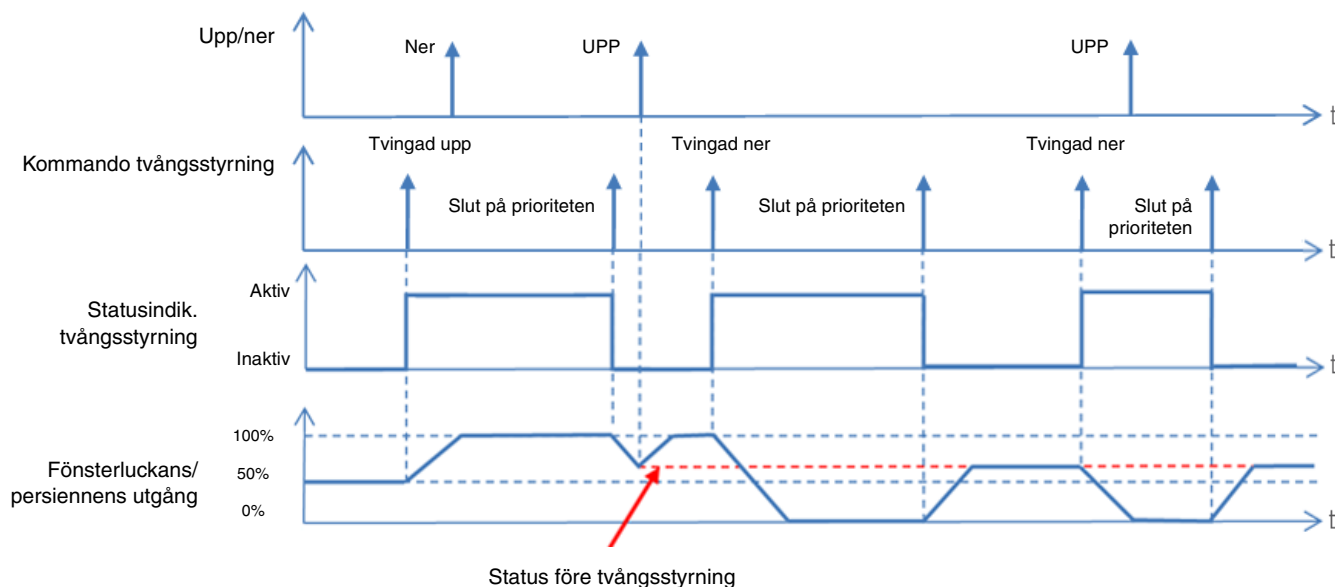 Upp/ner
Ner
UPP
UPP
t
Kommando tvångsstyrning
Tvingad upp
Tvingad ner
Tvingad ner
Slut på prioriteten
Slut på prioriteten
Slut på
prioriteten
t
Statusindik.
tvångsstyrning
Aktiv
Inaktiv
t
Fönsterluckans/
persiennens utgång
100%
50%
0%
t
Status före tvångsstyrning